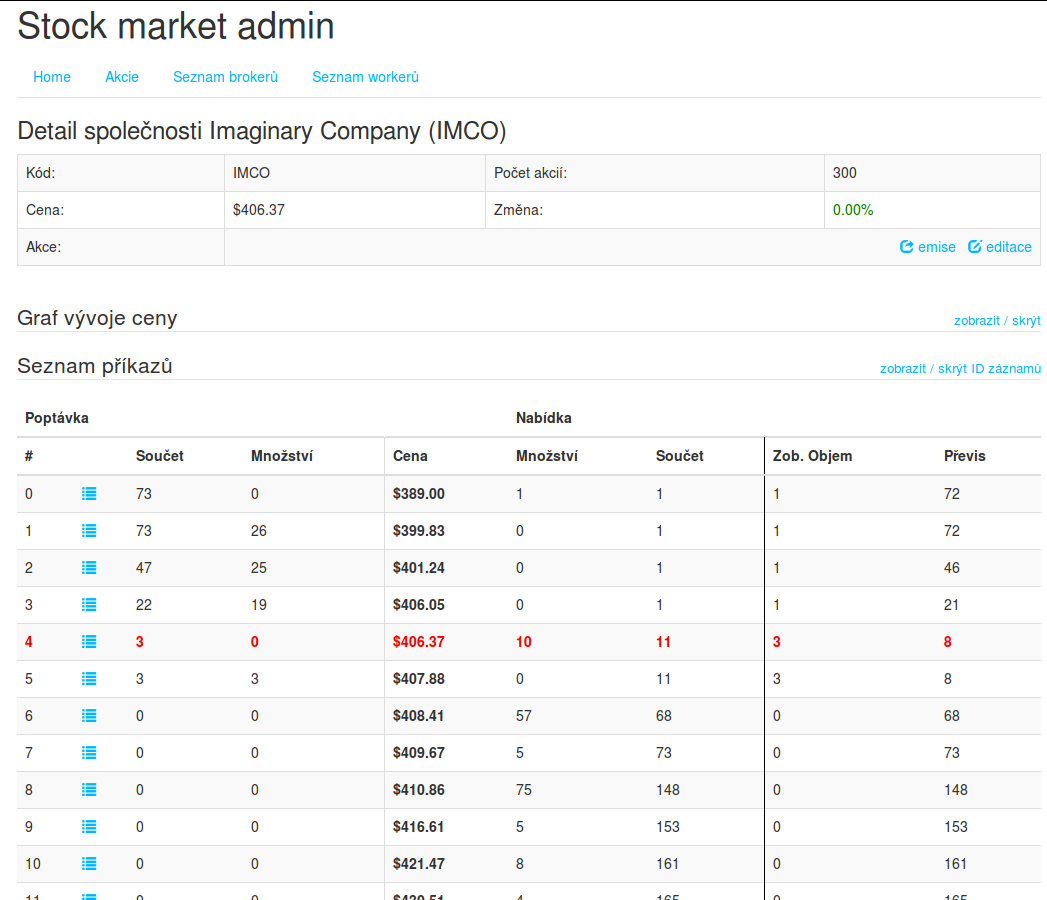 Stock market admin
Home Akcie Seznam brokerů Seznam workerů
Detail společnosti Imaginary Company (IMCO)
Kód: IMCO Počet akcií: 300
Cena: $406.37 Změna: 0.00%
Akce: emise editace
Graf vývoje ceny zobrazit / skrýt
Seznam příkazů zobrazit / skrýt ID záznamů
Poptávka Nabídka
# Součet Množství Cena Množství Součet Zob. Objem Převis
0 73 0 $389.00 1 1 1 72
1 73 26 $399.83 0 1 1 72
2 47 25 $401.24 0 1 1 46
3 22 19 $406.05 0 1 1 21
4 3 0 $406.37 10 11 3 8
5 3 3 $407.88 0 11 3 8
6 0 0 $408.41 57 68 0 68
7 0 0 $409.67 5 73 0 73
8 0 0 $410.86 75 148 0 148
9 0 0 $416.61 5 153 0 153
10 0 0 $421.47 8 161 0 161
11 0 0 4 165 0 165